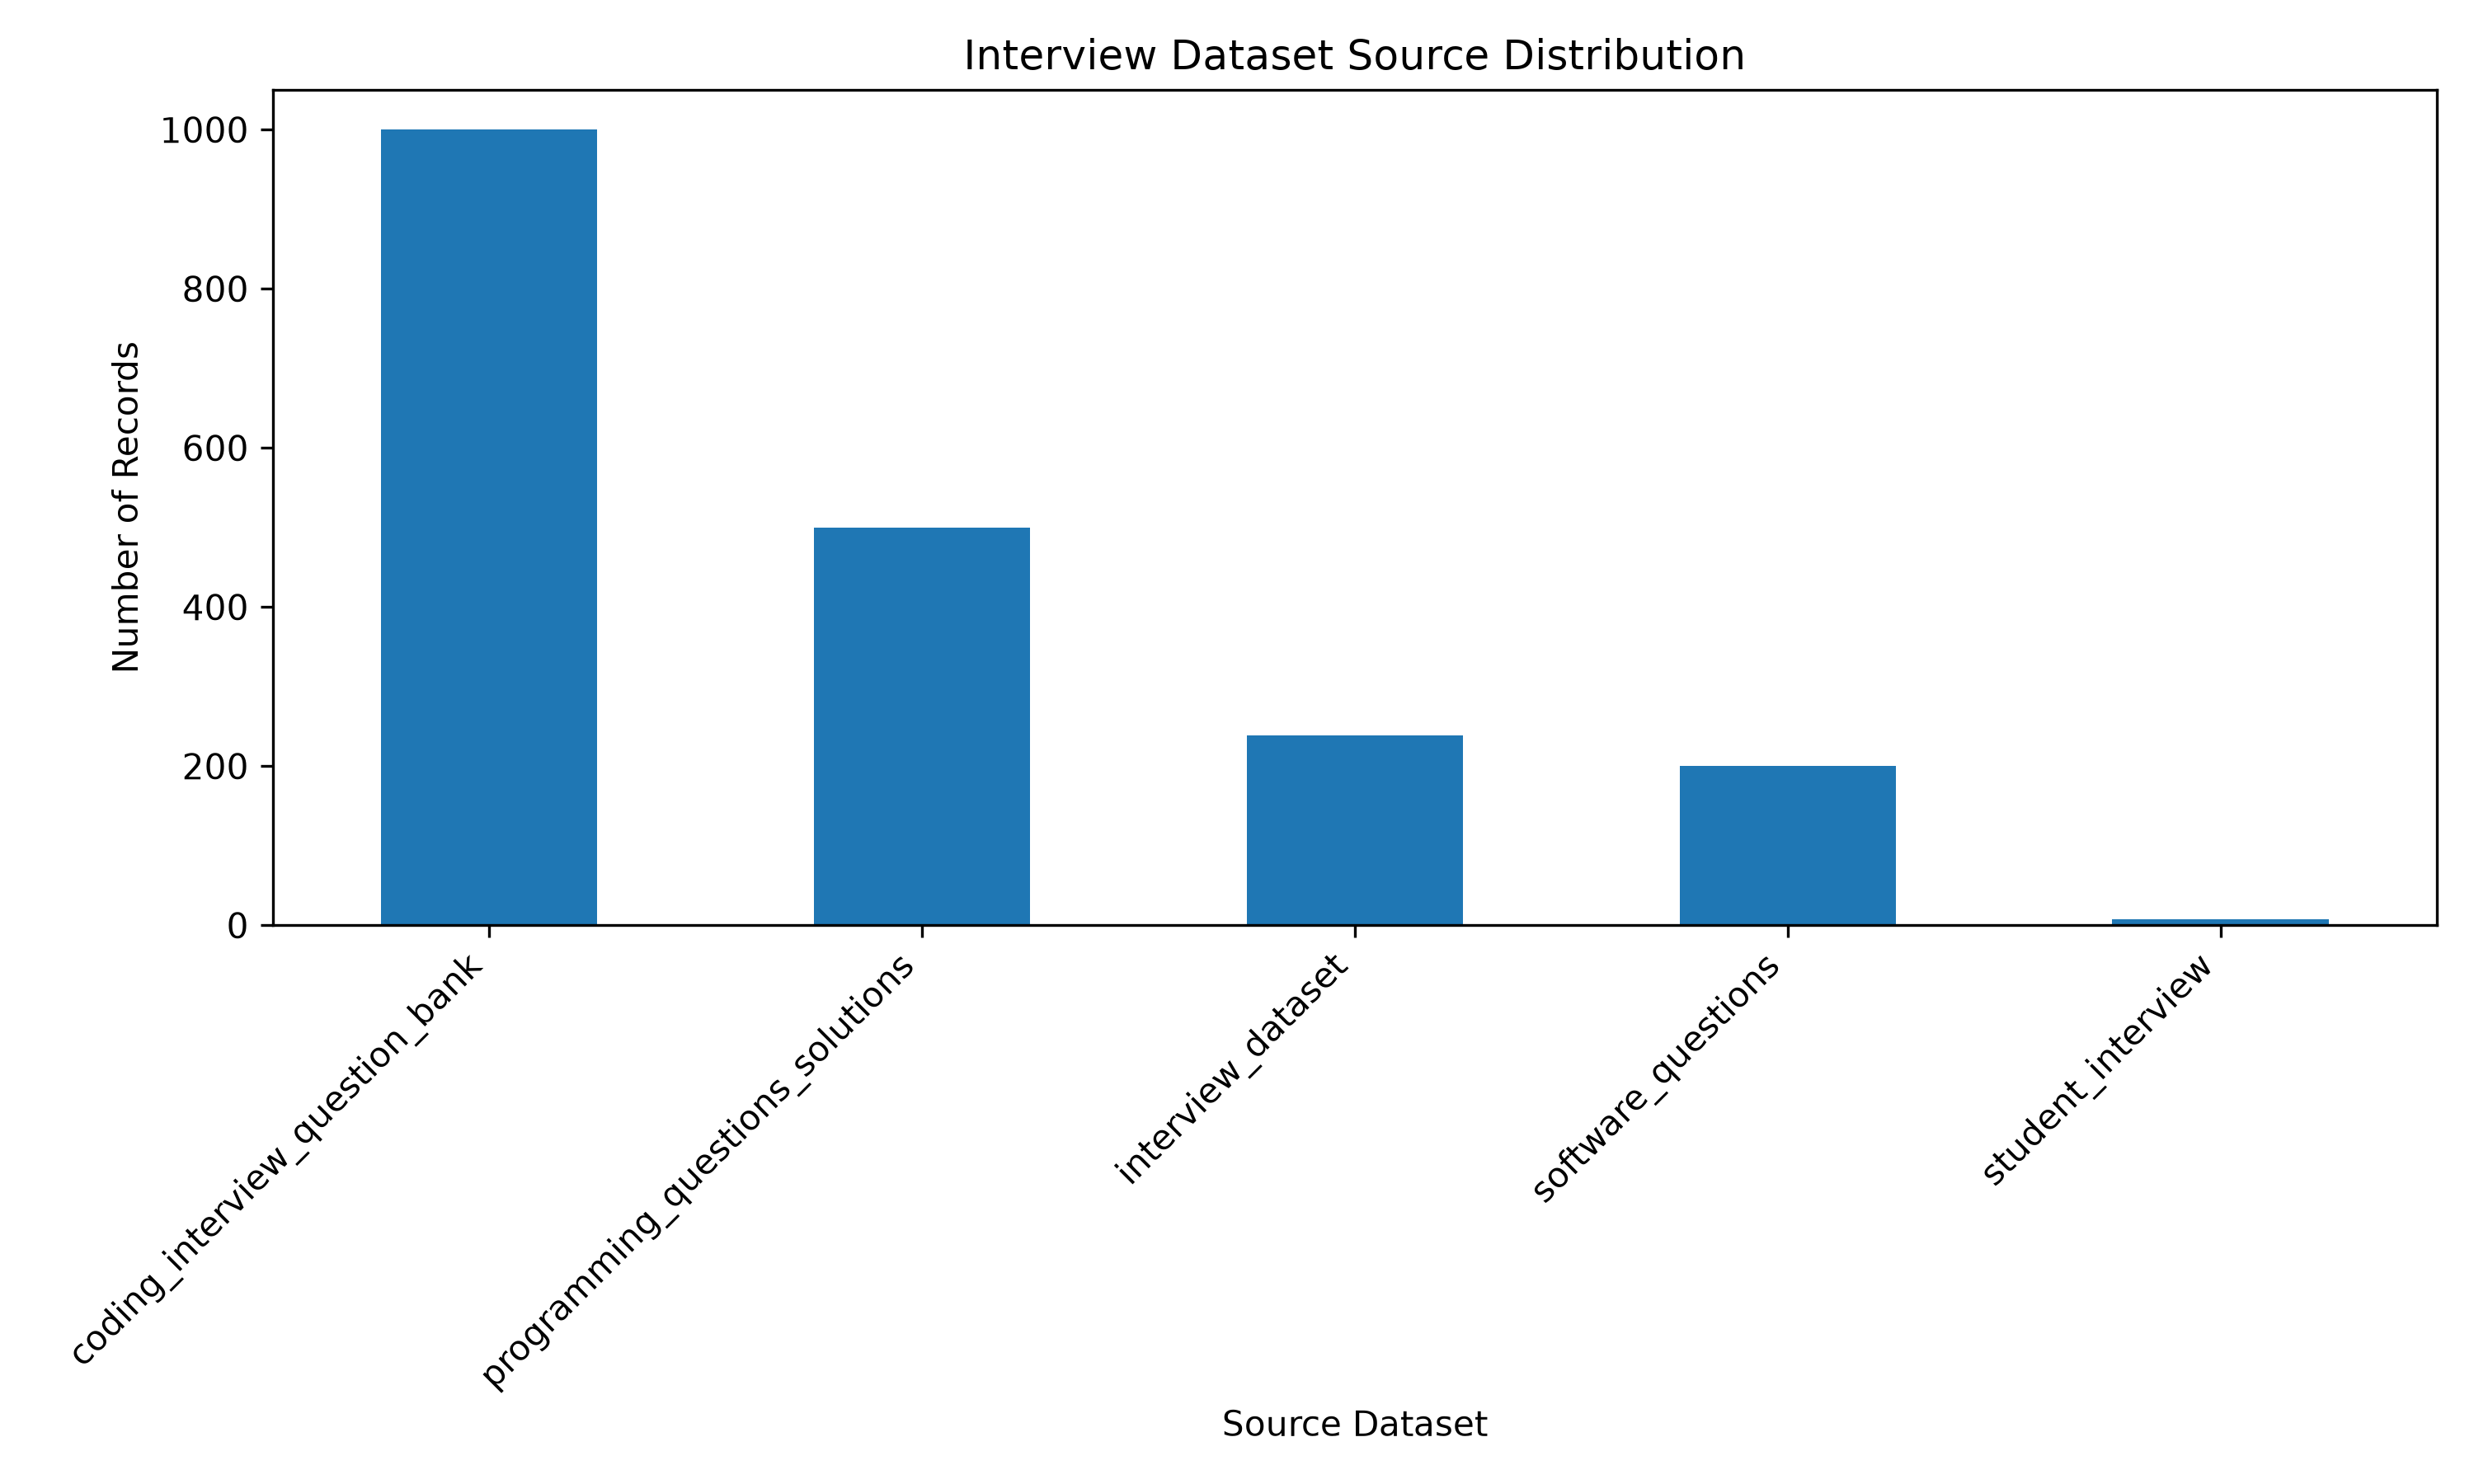 Interview Dataset Source Distribution
Number of Records
1000
800
600
400
200
0
coding_interview_question_bank
programming_questions_solutions
interview_dataset
software_questions
student_interview
Source Dataset